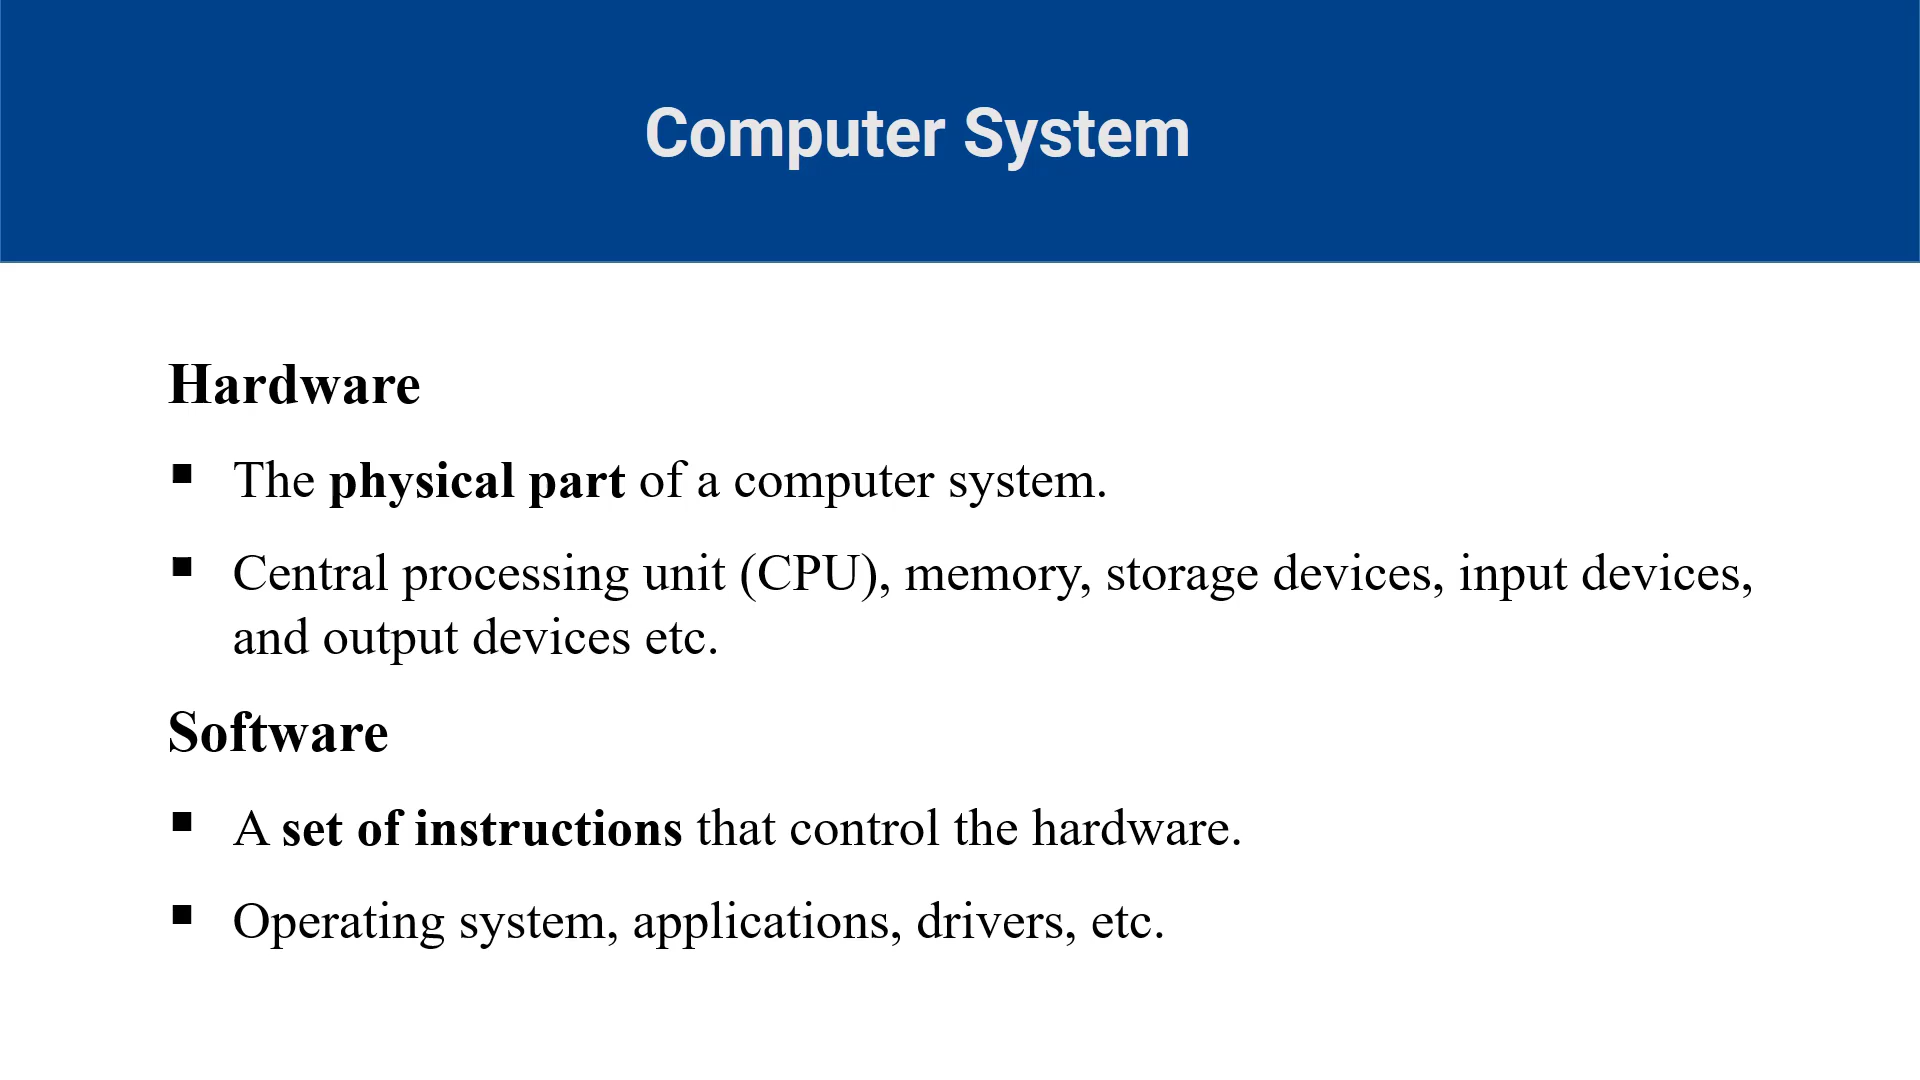 Computer System
Hardware
▪ The physical part of a computer system.
▪ Central processing unit (CPU), memory, storage devices, input devices,
and output devices etc.
Software
▪ A set of instructions that control the hardware.
▪ Operating system, applications, drivers, etc.